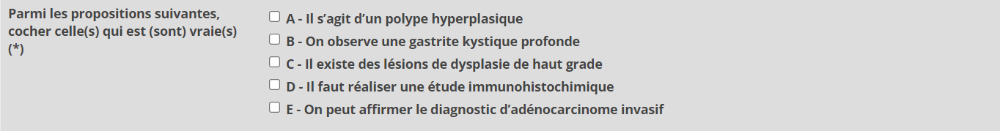 Parmi les propositions suivantes,
cocher celle(s) qui est (sont) vraie(s)
(*)
A - Il s’agit d’un polype hyperplasique
B - On observe une gastrite kystique profonde
C - Il existe des lésions de dysplasie de haut grade
D - Il faut réaliser une étude immunohistochimique
E - On peut affirmer le diagnostic d’adénocarcinome invasif